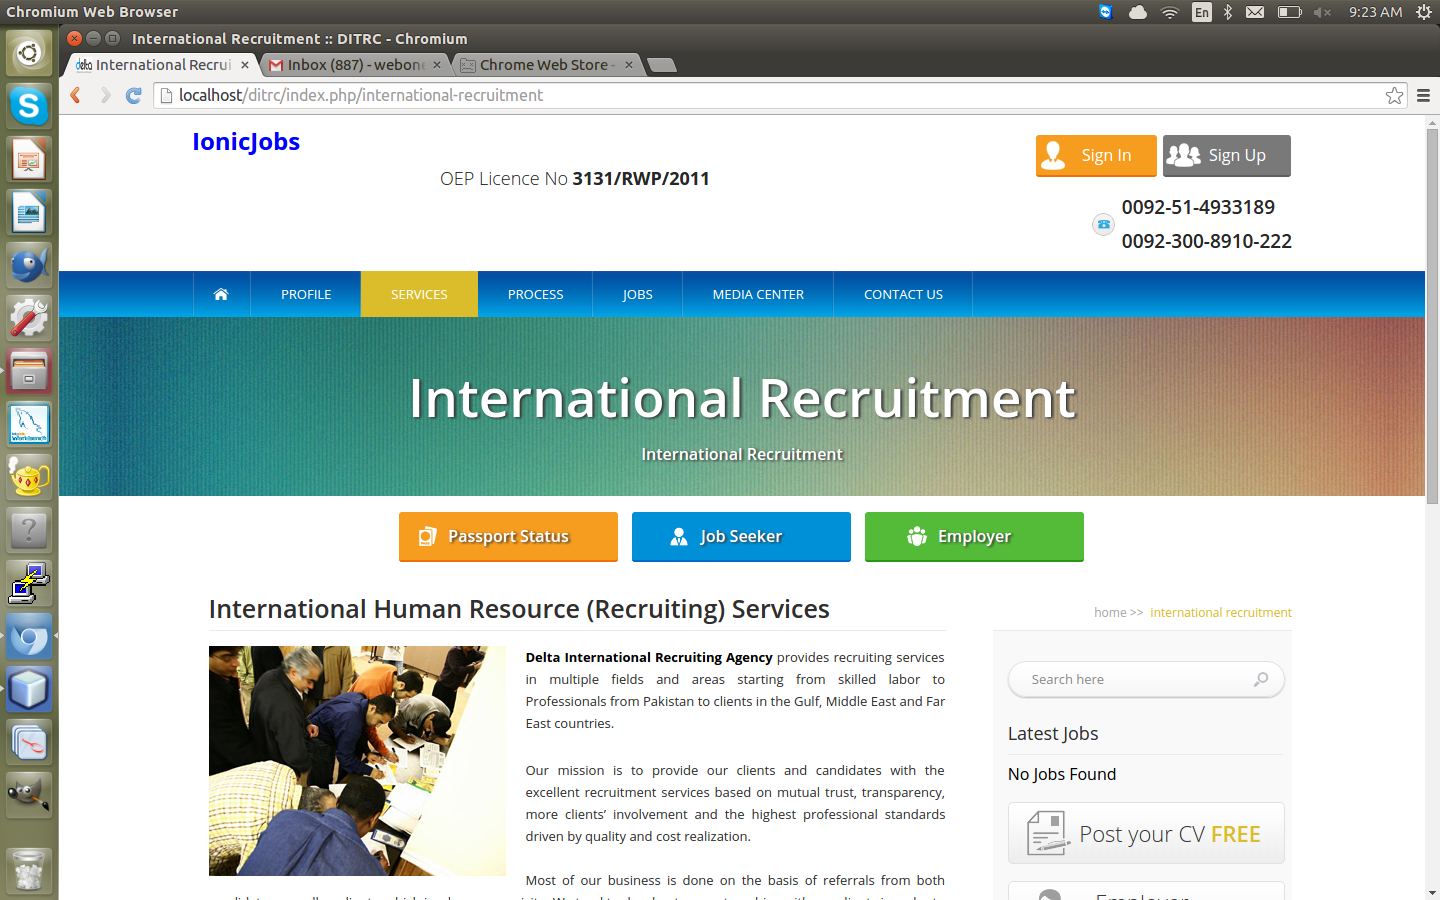 Chromium Web Browser
En
9:23 AM
International Recruitment :: DITRC - Chromium
delta International Recrui
Inbox (887) - webone
Chrome Web Store -
localhost/ditrc/index.php/international-recruitment
IonicJobs
OEP Licence No 3131/RWP/2011
Sign In
Sign Up
0092-51-4933189
0092-300-8910-222
PROFILE
SERVICES
PROCESS
JOBS
MEDIA CENTER
CONTACT US
International Recruitment
International Recruitment
Passport Status
Job Seeker
Employer
International Human Resource (Recruiting) Services
home >> international recruitment
Delta International Recruiting Agency provides recruiting services
in multiple fields and areas starting from skilled labor to
Professionals from Pakistan to clients in the Gulf, Middle East and Far
East countries.
Our mission is to provide our clients and candidates with the
excellent recruitment services based on mutual trust, transparency,
more clients’ involvement and the highest professional standards
driven by quality and cost realization.
Most of our business is done on the basis of referrals from both
Search here
Latest Jobs
No Jobs Found
Post your CV FREE
Employer